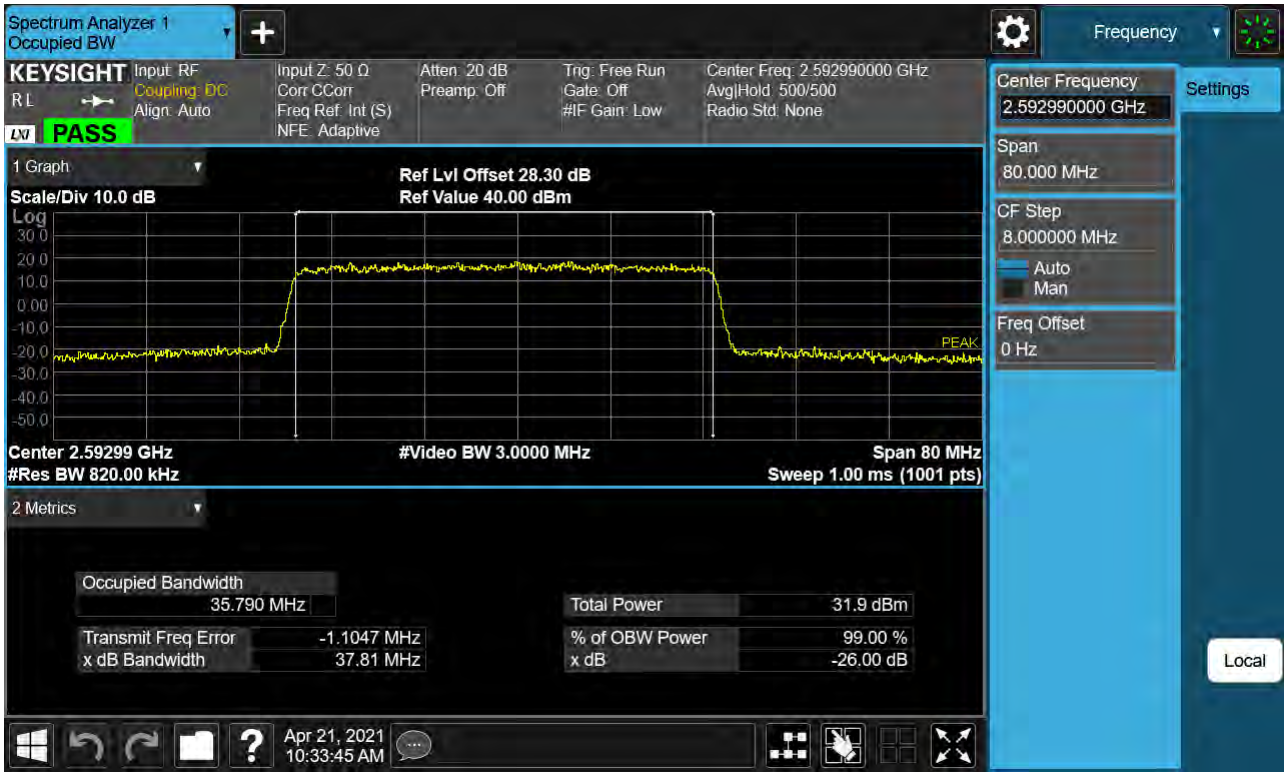 Spectrum Analyzer 1
Occupied BW
+
Frequency
KEYSIGHT
RL
LXI PASS
Input: RF
Coupling: DC
Align: Auto
Input Z: 50 Ω
Corr CCorr
Freq Ref: Int (S)
NFE: Adaptive
Atten: 20 dB
Preamp: Off
Trig: Free Run
Gate: Off
#IF Gain: Low
Center Freq: 2.592990000 GHz
Avg|Hold: 500/500
Radio Std: None
Center Frequency
2.592990000 GHz
Settings
Span
80.000 MHz
CF Step
8.000000 MHz
Auto
Man
Freq Offset
0 Hz
1 Graph
Scale/Div 10.0 dB
Ref Lvl Offset 28.30 dB
Ref Value 40.00 dBm
Log
30.0
20.0
10.0
0.00
-10.0
-20.0
-30.0
-40.0
-50.0
PEAK
Center 2.59299 GHz
#Video BW 3.0000 MHz
Span 80 MHz
#Res BW 820.00 kHz
Sweep 1.00 ms (1001 pts)
2 Metrics
Occupied Bandwidth
35.790 MHz
Transmit Freq Error -1.1047 MHz
x dB Bandwidth 37.81 MHz
Total Power 31.9 dBm
% of OBW Power 99.00 %
x dB -26.00 dB
Local
?
Apr 21, 2021
10:33:45 AM